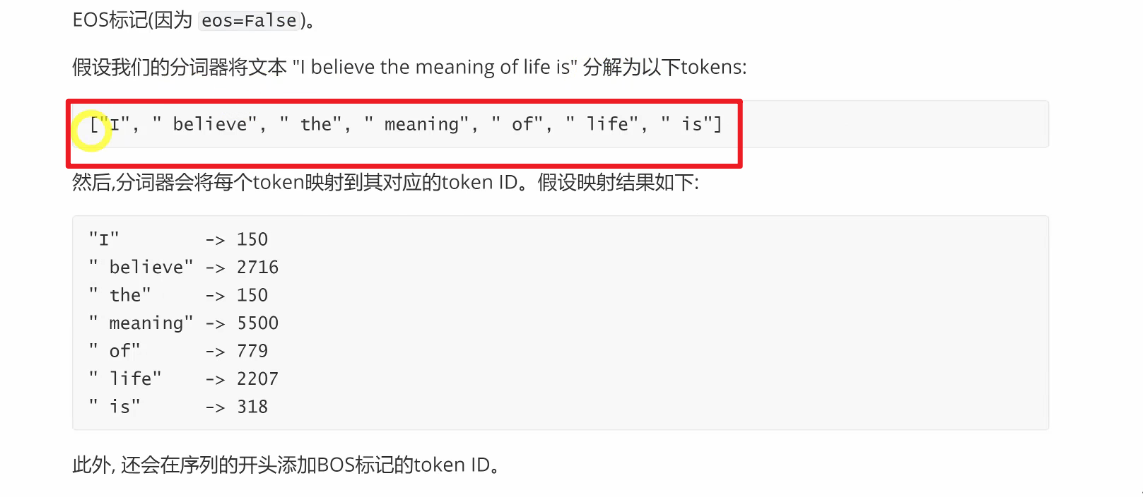 EOS标记(因为 eos=False)。
假设我们的分词器将文本 "I believe the meaning of life is" 分解为以下tokens:
["I", " believe", " the", " meaning", " of", " life", " is"]
然后,分词器会将每个token映射到其对应的token ID。假设映射结果如下:
"I" -> 150
" believe" -> 2716
" the" -> 150
" meaning" -> 5500
" of" -> 779
" life" -> 2207
" is" -> 318
此外, 还会在序列的开头添加BOS标记的token ID。